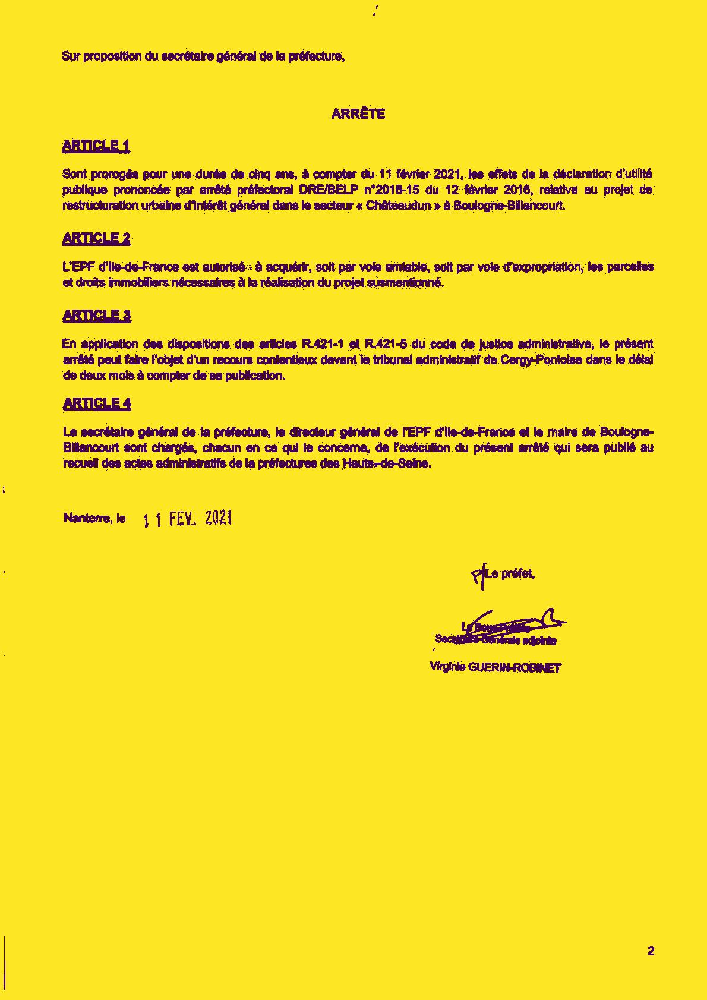 Sur proposition du secrétaire général de la préfecture,
ARRÊTE
ARTICLE 1
Sont prorogés pour une durée de cinq ans, à compter du 11 février 2021, les effets de la déclaration d'utilité
publique prononcée par arrêté préfectoral DRE/BELP n°2016-15 du 12 février 2016, relative au projet de
restructuration urbaine d'intérêt général dans le secteur « Châteaudun » à Boulogne-Billancourt.
ARTICLE 2
L'EPF d'Ile-de-France est autorisé à acquérir, soit par voie amiable, soit par voie d'expropriation, les parcelles
et droits immobiliers nécessaires à la réalisation du projet susmentionné.
ARTICLE 3
En application des dispositions des articles R.421-1 et R.421-5 du code de justice administrative, le présent
arrêté peut faire l'objet d'un recours contentieux devant le tribunal administratif de Cergy-Pontoise dans le délai
de deux mois à compter de sa publication.
ARTICLE 4
Le secrétaire général de la préfecture, le directeur général de l'EPF d'Ile-de-France et le maire de Boulogne-
Billancourt sont chargés, chacun en ce qui le concerne, de l'exécution du présent arrêté qui sera publié au
recueil des actes administratifs de la préfectures des Hauts-de-Seine.
Nanterre, le 11 FEV. 2021
P/Le préfet,
La Sous-Préfète
Secrétaire Générale adjointe
Virginie GUERIN-ROBINET
2